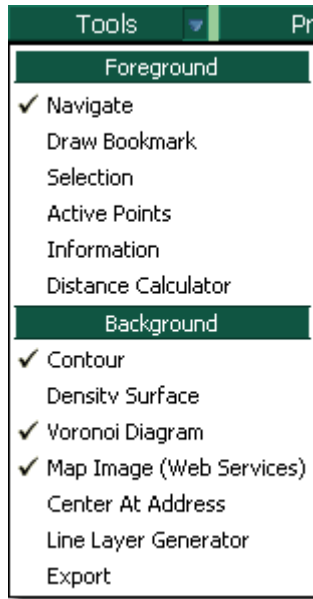 Tools Pr
Foreground
✓ Navigate
Draw Bookmark
Selection
Active Points
Information
Distance Calculator
Background
✓ Contour
Density Surface
✓ Voronoi Diagram
✓ Map Image (Web Services)
Center At Address
Line Layer Generator
Export